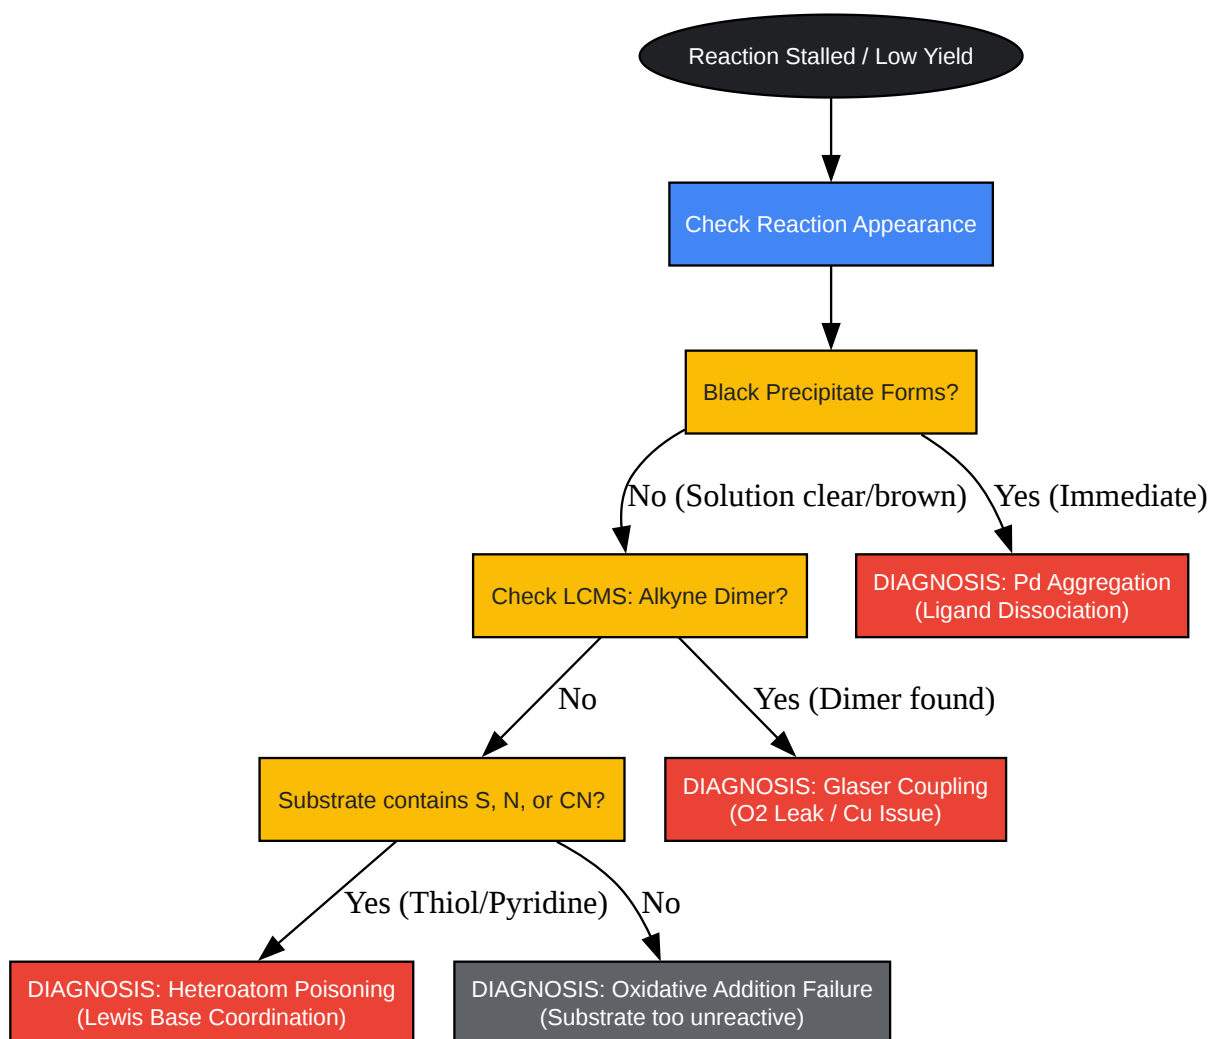 Reaction Stalled / Low Yield
Check Reaction Appearance
Black Precipitate Forms?
No (Solution clear/brown)
Yes (Immediate)
Check LCMS: Alkyne Dimer?
DIAGNOSIS: Pd Aggregation
(Ligand Dissociation)
No
Yes (Dimer found)
Substrate contains S, N, or CN?
DIAGNOSIS: Glaser Coupling
(O2 Leak / Cu Issue)
Yes (Thiol/Pyridine)
No
DIAGNOSIS: Heteroatom Poisoning
(Lewis Base Coordination)
DIAGNOSIS: Oxidative Addition Failure
(Substrate too unreactive)